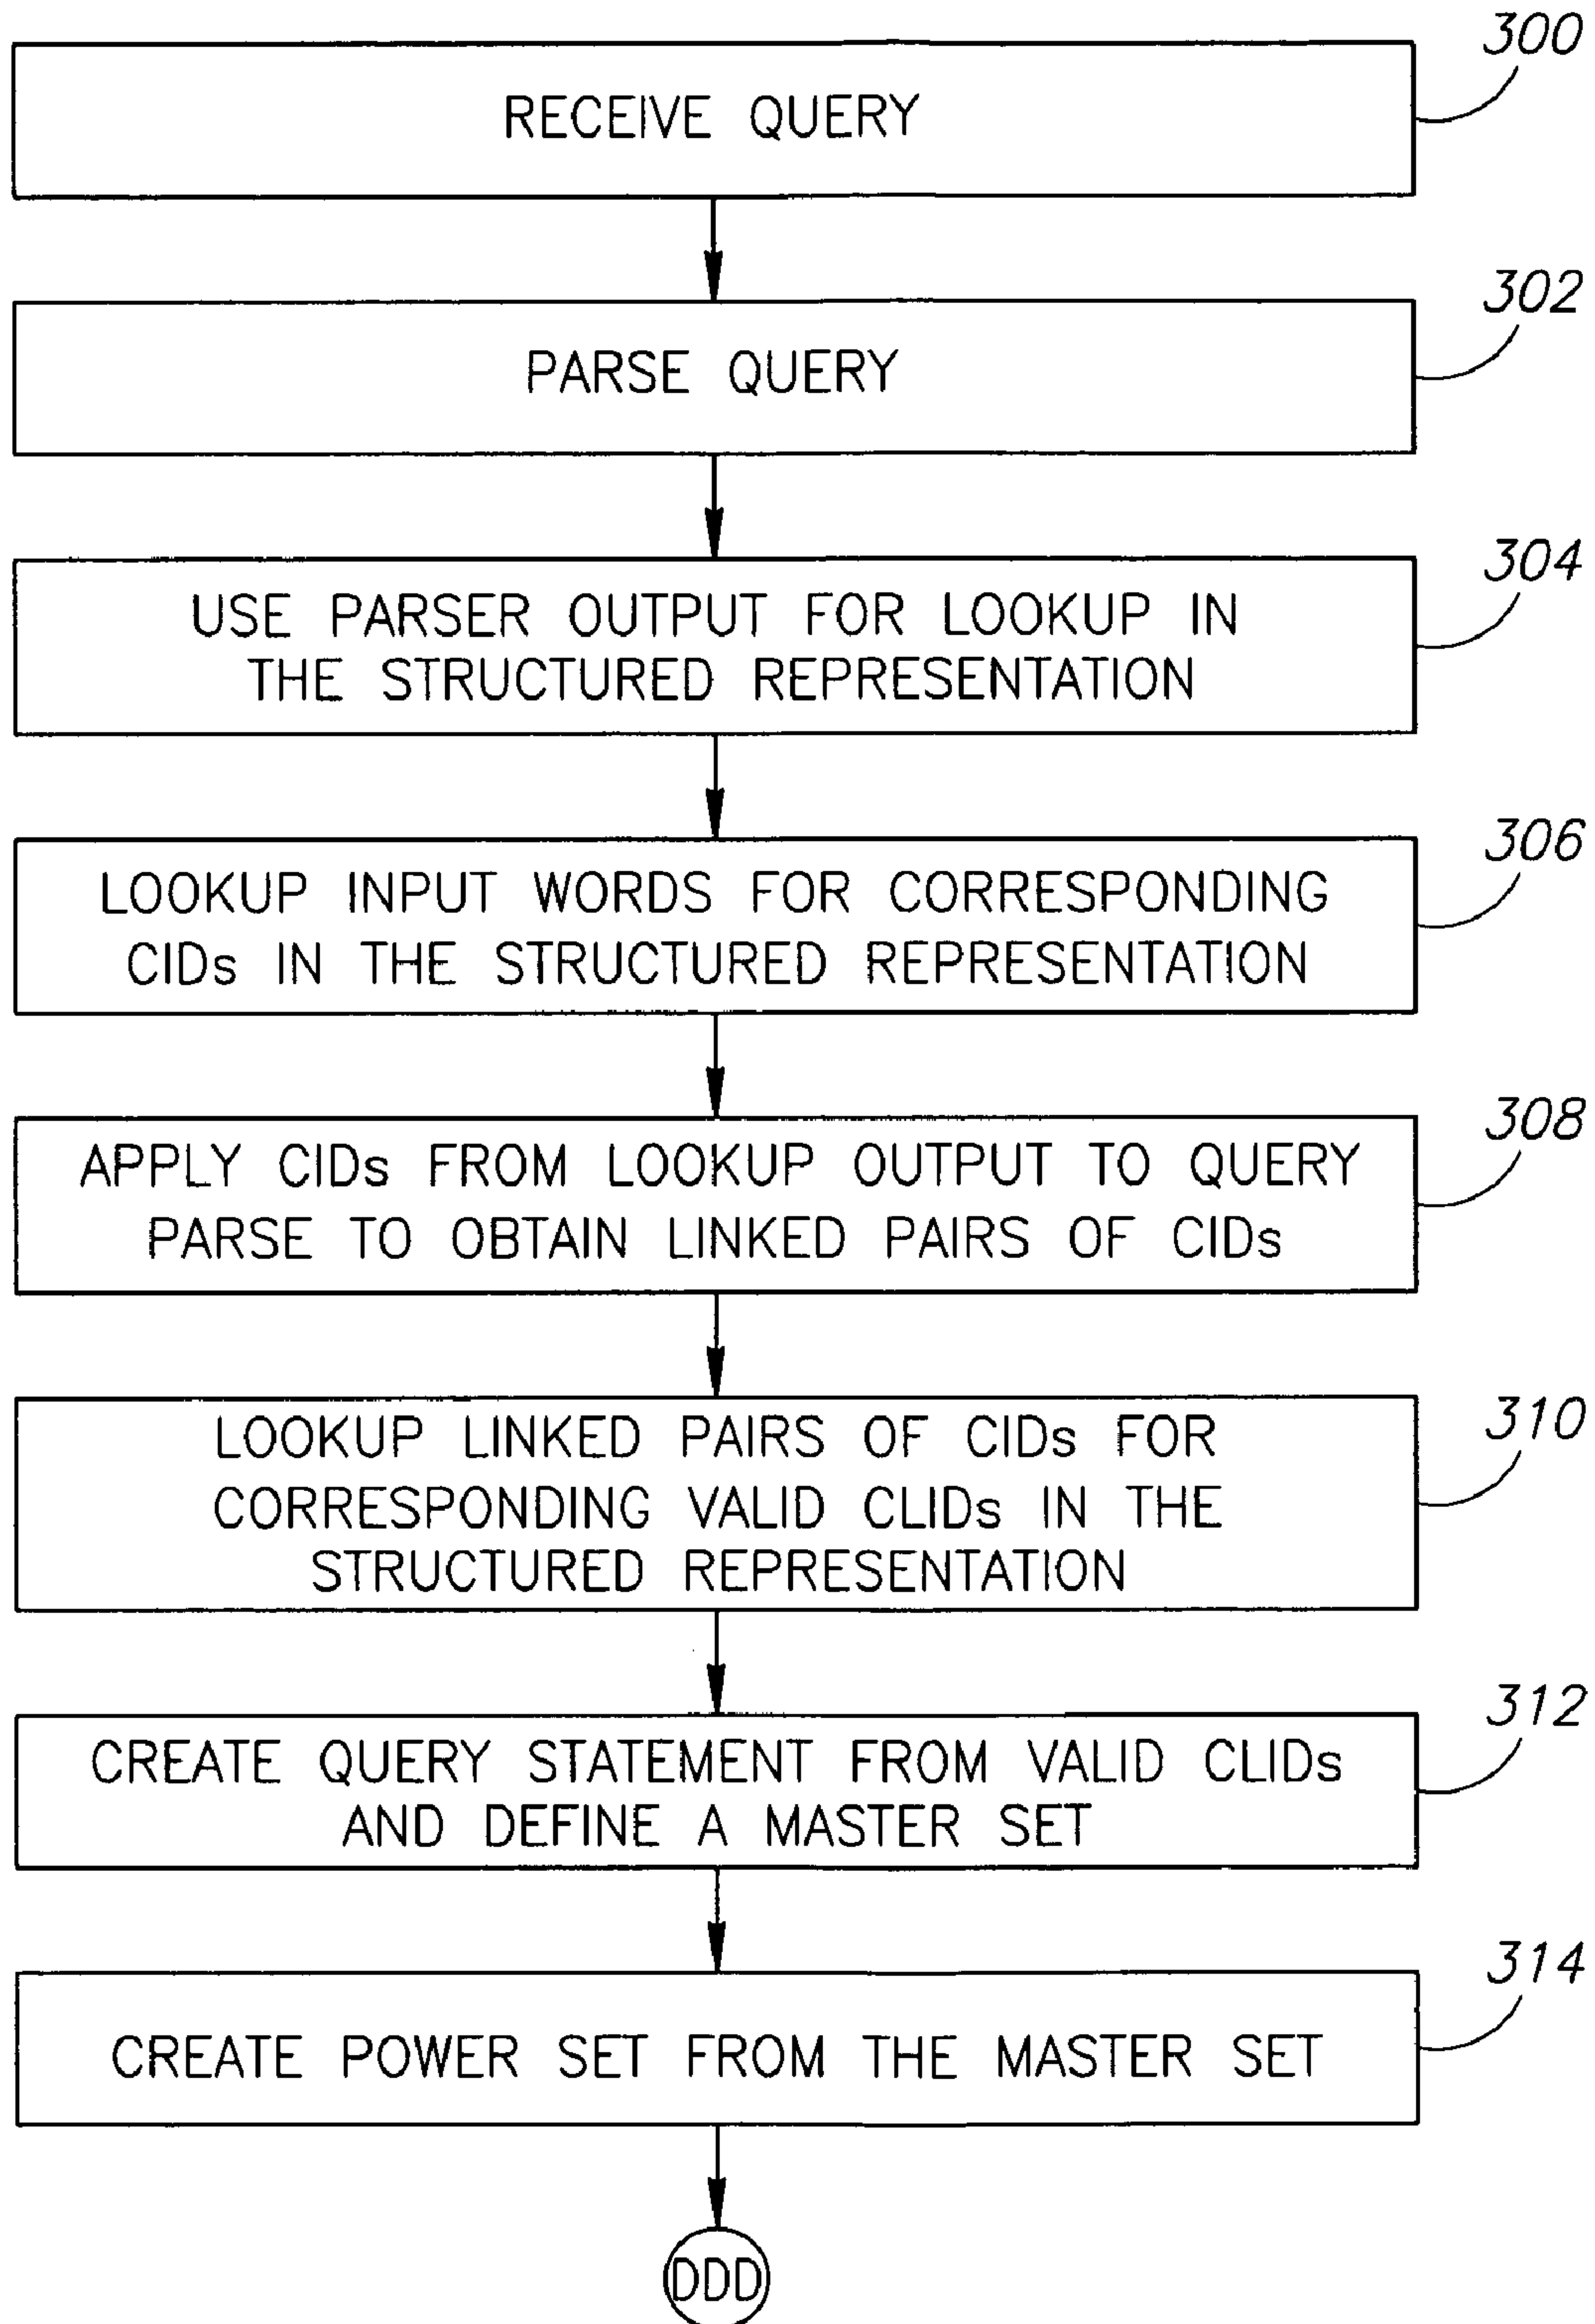 300
RECEIVE QUERY
302
PARSE QUERY
304
USE PARSER OUTPUT FOR LOOKUP IN
THE STRUCTURED REPRESENTATION
306
LOOKUP INPUT WORDS FOR CORRESPONDING
CIDs IN THE STRUCTURED REPRESENTATION
308
APPLY CIDs FROM LOOKUP OUTPUT TO QUERY
PARSE TO OBTAIN LINKED PAIRS OF CIDs
310
LOOKUP LINKED PAIRS OF CIDs FOR
CORRESPONDING VALID CLIDs IN THE
STRUCTURED REPRESENTATION
312
CREATE QUERY STATEMENT FROM VALID CLIDs
AND DEFINE A MASTER SET
314
CREATE POWER SET FROM THE MASTER SET
DDD